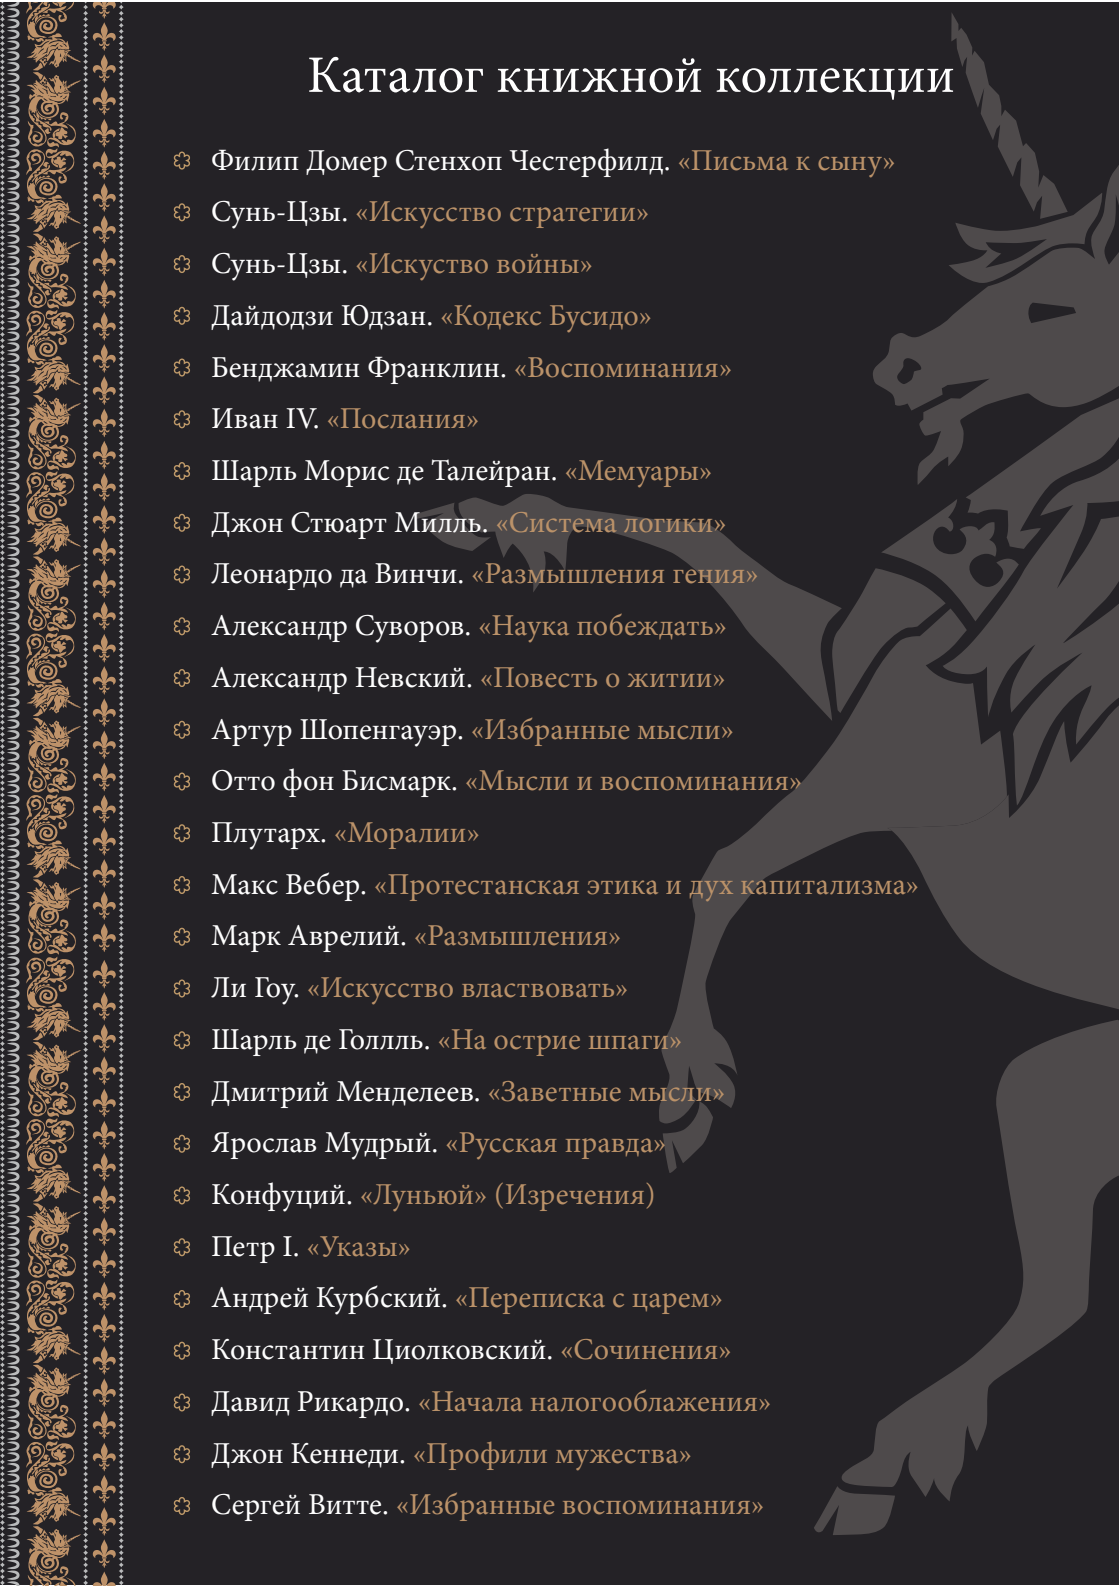 Каталог книжной коллекции
Филип Домер Стенхоп Честерфилд. «Письма к сыну»
Сунь-Цзы. «Искусство стратегии»
Сунь-Цзы. «Искуство войны»
Дайдодзи Юдзан. «Кодекс Бусидо»
Бенджамин Франклин. «Воспоминания»
Иван IV. «Послания»
Шарль Морис де Талейран. «Мемуары»
Джон Стюарт Милль. «Система логики»
Леонардо да Винчи. «Размышления гения»
Александр Суворов. «Наука побеждать»
Александр Невский. «Повесть о житии»
Артур Шопенгауэр. «Избранные мысли»
Отто фон Бисмарк. «Мысли и воспоминания»
Плутарх. «Моралии»
Макс Вебер. «Протестанская этика и дух капитализма»
Марк Аврелий. «Размышления»
Ли Гоу. «Искусство властвовать»
Шарль де Голлль. «На острие шпаги»
Дмитрий Менделеев. «Заветные мысли»
Ярослав Мудрый. «Русская правда»
Конфуций. «Луньюй» (Изречения)
Петр I. «Указы»
Андрей Курбский. «Переписка с царем»
Константин Циолковский. «Сочинения»
Давид Рикардо. «Начала налогооблажения»
Джон Кеннеди. «Профили мужества»
Сергей Витте. «Избранные воспоминания»